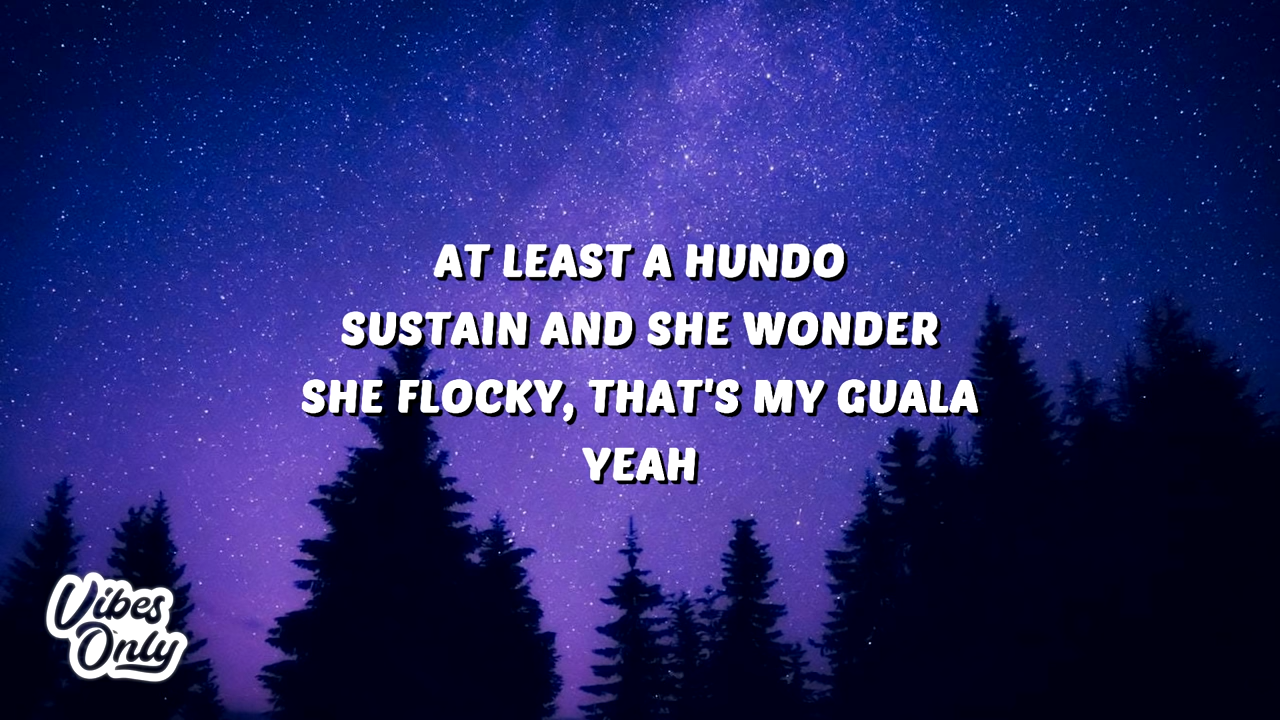 AT LEAST A HUNDO
SUSTAIN AND SHE WONDER
SHE FLOCKY, THAT'S MY GUALA
YEAH
Vibes
Only